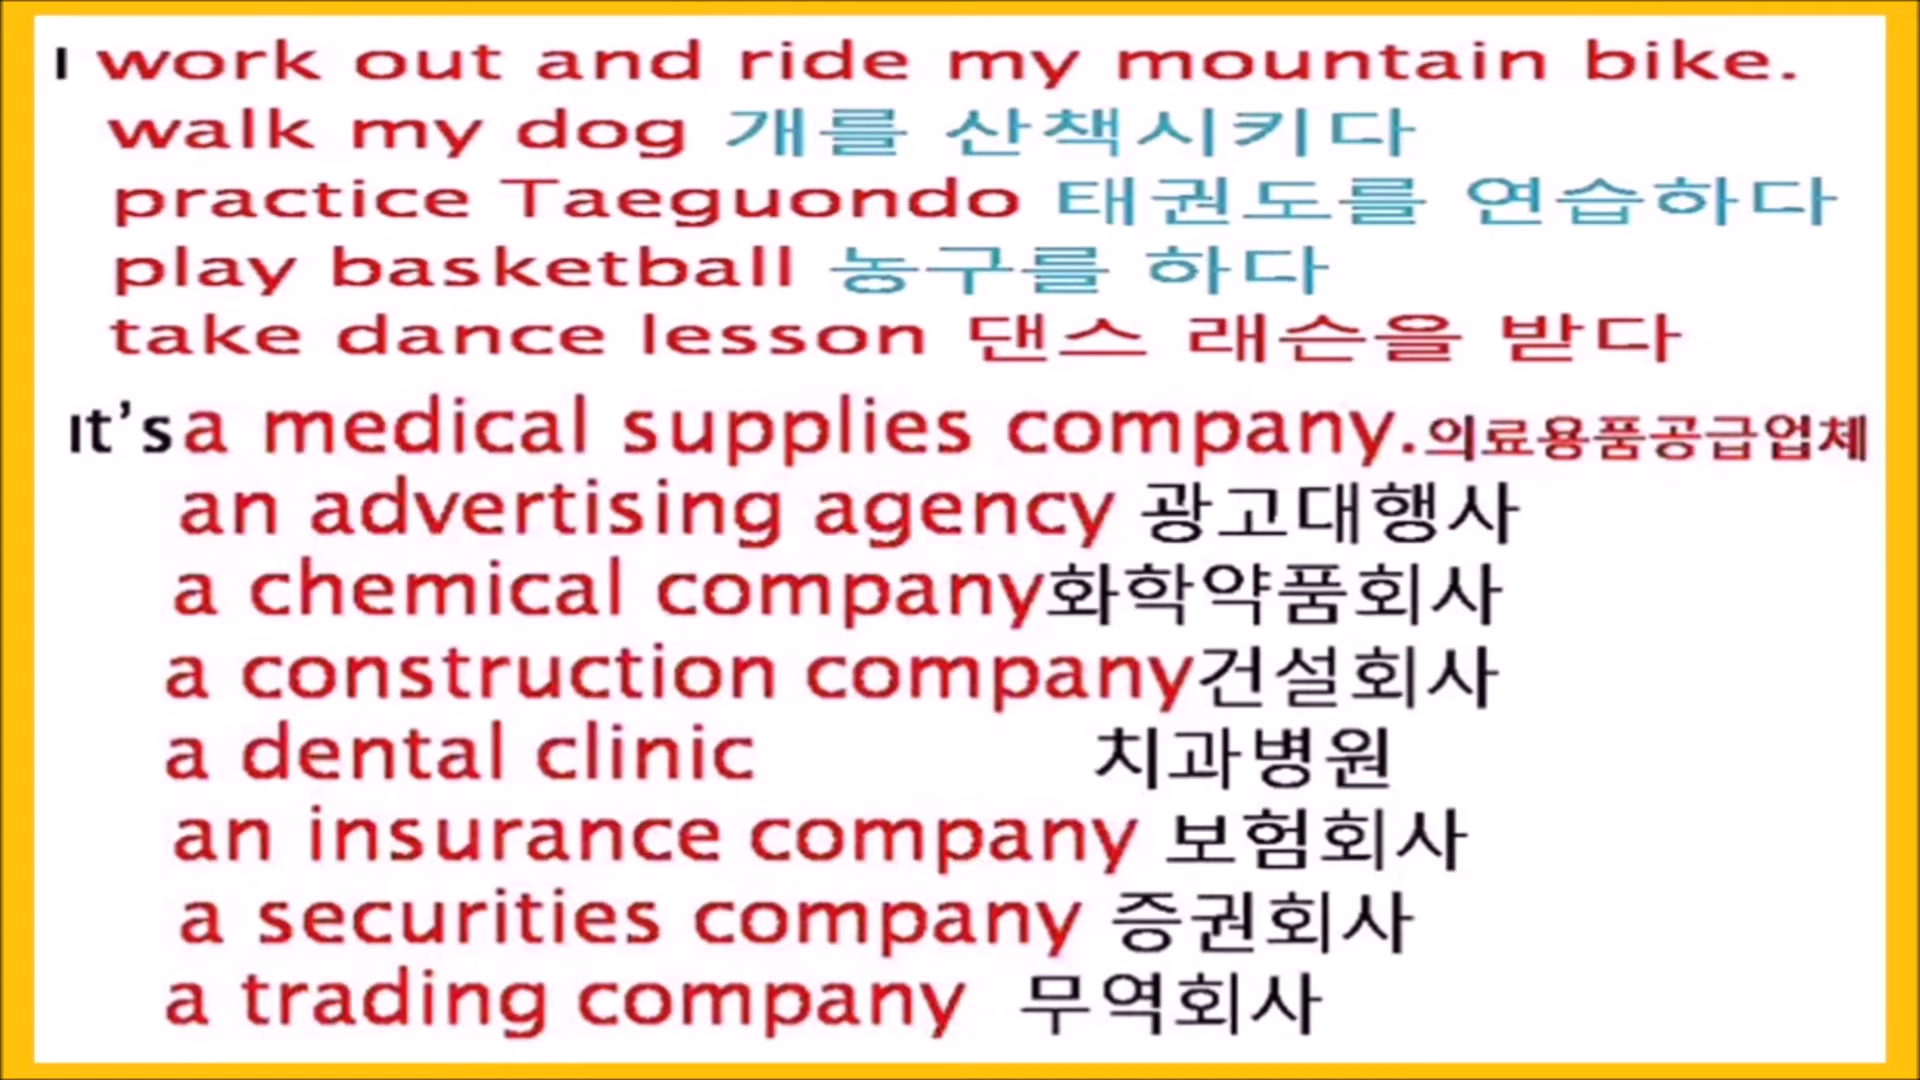 I work out and ride my mountain bike.
walk my dog 개를 산책시키다
practice Taeguondo 태권도를 연습하다
play basketball 농구를 하다
take dance lesson 댄스 래슨을 받다
It's a medical supplies company. 의료용품공급업체
an advertising agency 광고대행사
a chemical company화학약품회사
a construction company건설회사
a dental clinic 치과병원
an insurance company 보험회사
a securities company 증권회사
a trading company 무역회사